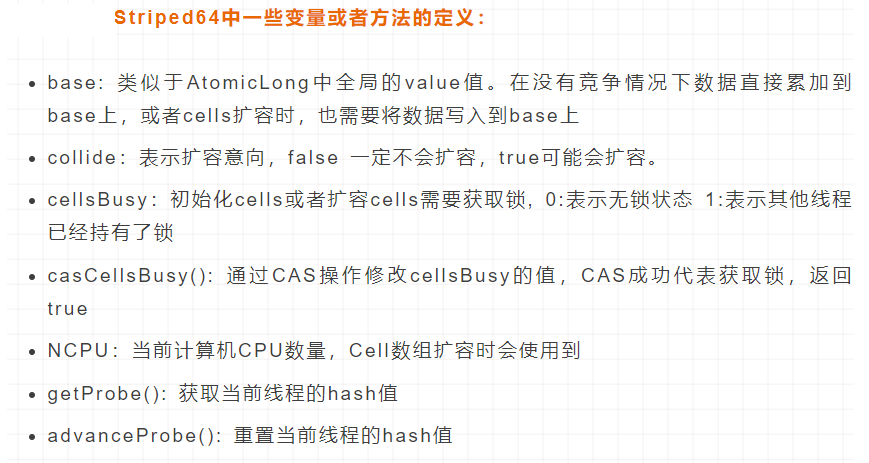 Striped64中一些变量或者方法的定义：
• base: 类似于AtomicLong中全局的value值。在没有竞争情况下数据直接累加到
base上，或者cells扩容时，也需要将数据写入到base上
• collide：表示扩容意向，false 一定不会扩容，true可能会扩容。
• cellsBusy：初始化cells或者扩容cells需要获取锁, 0:表示无锁状态 1:表示其他线程
已经持有了锁
• casCellsBusy(): 通过CAS操作修改cellsBusy的值，CAS成功代表获取锁，返回
true
• NCPU：当前计算机CPU数量，Cell数组扩容时会使用到
• getProbe(): 获取当前线程的hash值
• advanceProbe(): 重置当前线程的hash值